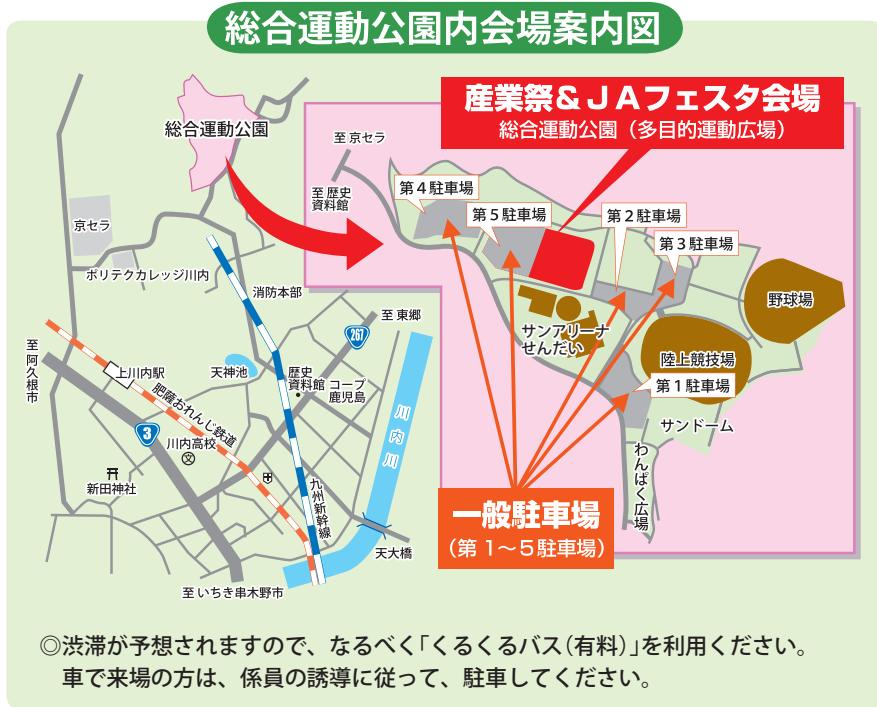 総合運動公園内会場案内図
産業祭&JAフェスタ会場
総合運動公園（多目的運動広場）
総合運動公園
至 京セラ
至 歴史
資料館
第4駐車場
第5駐車場
第2駐車場
第3駐車場
京セラ
ポリテクカレッジ川内
消防本部
野球場
サンアリーナ
せんだい
陸上競技場
第1駐車場
サンドーム
わんぱく広場
至 東郷
267
至 阿久根市
上川内駅
天神池
歴史
資料館
コープ
鹿児島
肥薩おれんじ鉄道
川内川
3
川内高校
文
新田神社
九州新幹線
天大橋
至 いちき串木野市
一般駐車場
（第1～5駐車場）
◎渋滞が予想されますので、なるべく「くるくるバス（有料）」を利用ください。
車で来場の方は、係員の誘導に従って、駐車してください。